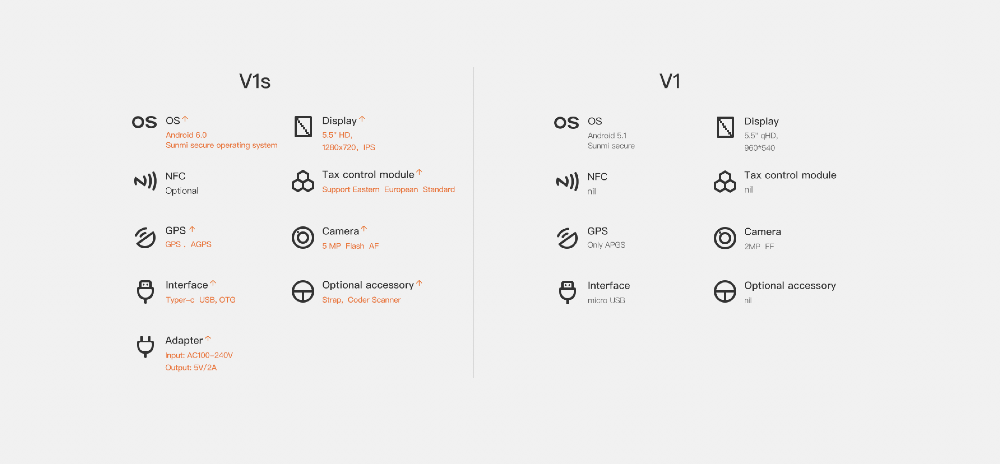 V1s
OS OS↑
Android 6.0
Sunmi secure operating system
Display↑
5.5" HD,
1280x720, IPS
NFC
Optional
Tax control module↑
Support Eastern European Standard
GPS ↑
GPS , AGPS
Camera↑
5 MP Flash AF
Interface↑
Typer-c USB, OTG
Optional accessory↑
Strap, Coder Scanner
Adapter↑
Input: AC100-240V
Output: 5V/2A
V1
OS OS
Android 5.1
Sunmi secure
Display
5.5" qHD,
960*540
NFC
nil
Tax control module
nil
GPS
Only APGS
Camera
2MP FF
Interface
micro USB
Optional accessory
nil